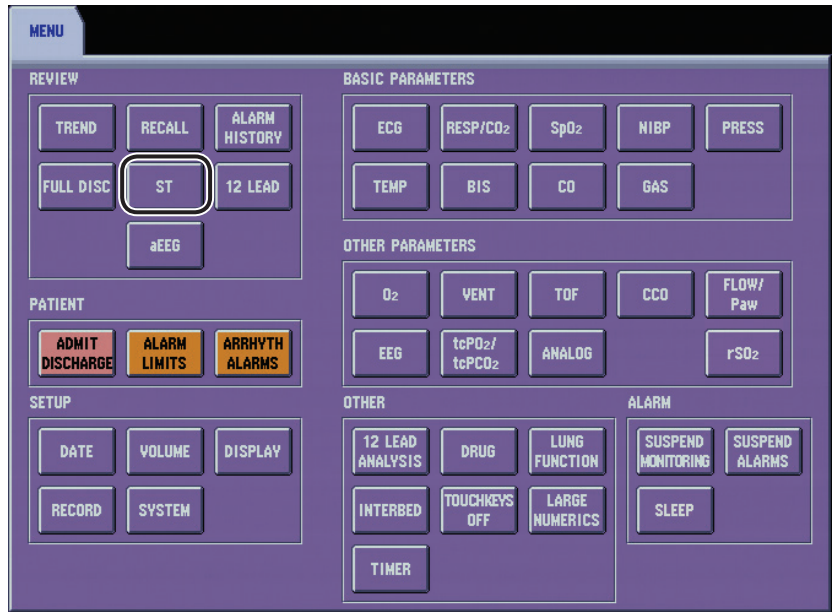 MENU
REVIEW
TREND
RECALL
ALARM
HISTORY
FULL DISC
ST
12 LEAD
aEEG
PATIENT
ADMIT
DISCHARGE
ALARM
LIMITS
ARRHYTH
ALARMS
SETUP
DATE
VOLUME
DISPLAY
RECORD
SYSTEM
BASIC PARAMETERS
ECG
RESP/CO2
SpO2
NIBP
PRESS
TEMP
BIS
CO
GAS
OTHER PARAMETERS
O2
VENT
TOF
CCO
FLOW/
Paw
EEG
tcPO2/
tcPCO2
ANALOG
rSO2
OTHER
12 LEAD
ANALYSIS
DRUG
LUNG
FUNCTION
INTERBED
TOUCHKEYS
OFF
LARGE
NUMERICS
TIMER
ALARM
SUSPEND
MONITORING
SUSPEND
ALARMS
SLEEP